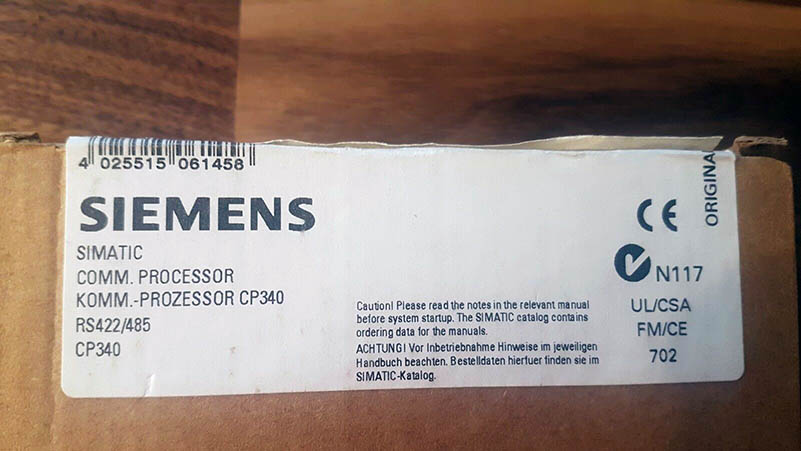 4 025515 061458
SIEMENS
SIMATIC
COMM. PROCESSOR
KOMM.-PROZESSOR CP340
RS422/485
CP340
Caution! Please read the notes in the relevant manual
before system startup. The SIMATIC catalog contains
ordering data for the manuals.
ACHTUNG! Vor Inbetriebnahme Hinweise im jeweiligen
Handbuch beachten. Bestelldaten hierfuer finden sie im
SIMATIC-Katalog.
CE
N117
UL/CSA
FM/CE
702
ORIGINA